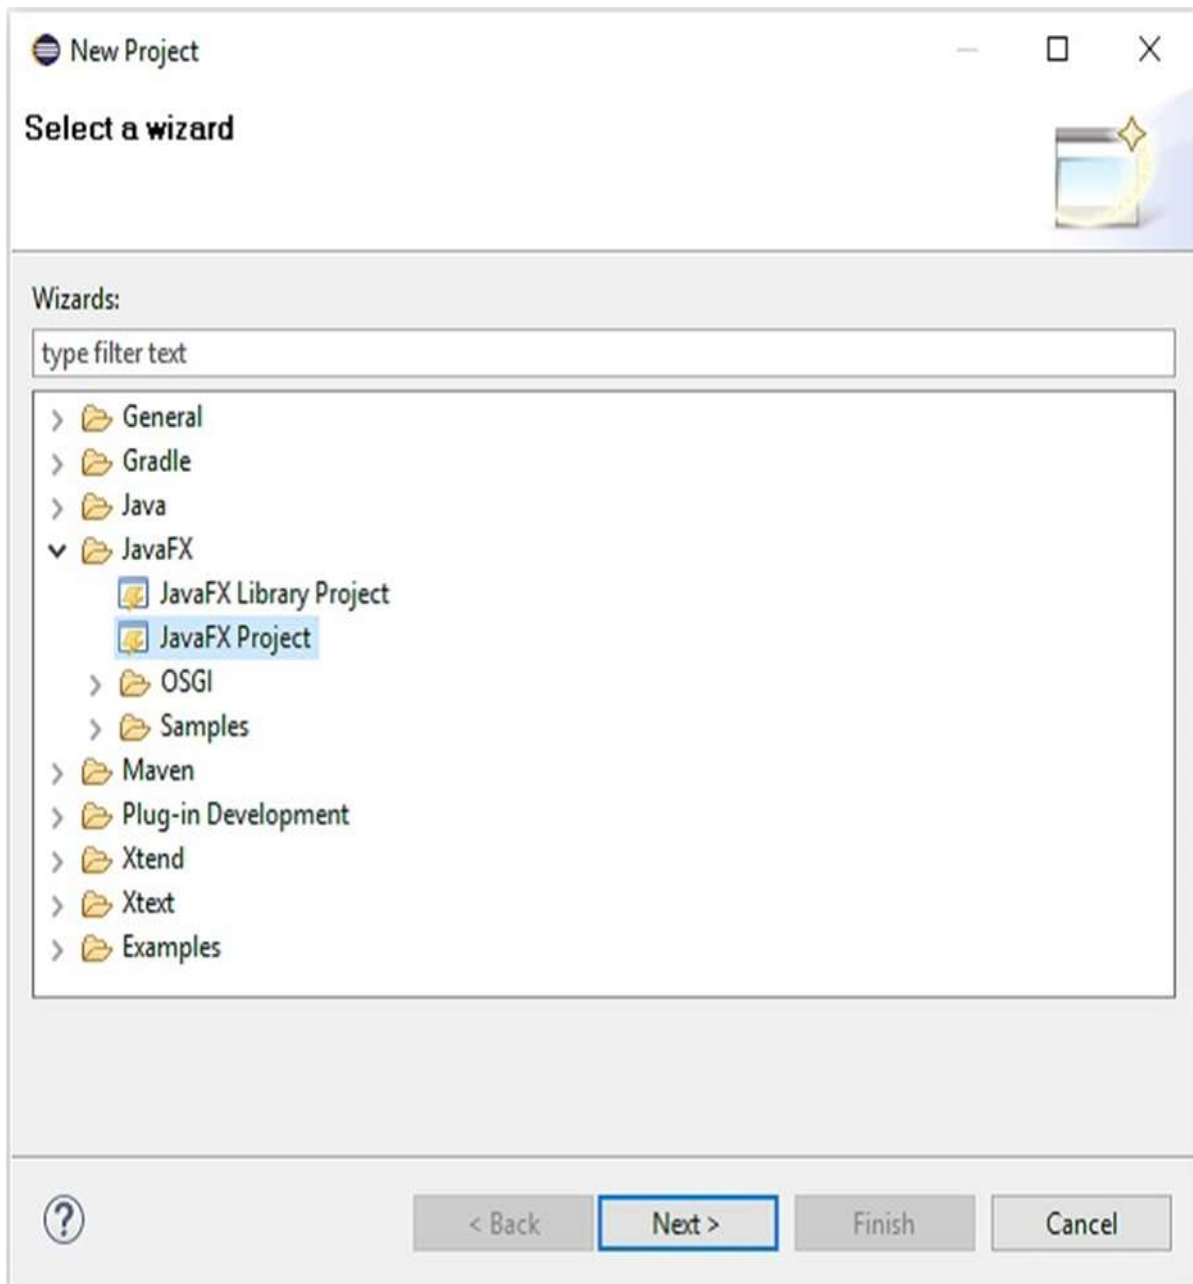 New Project
Select a wizard
Wizards:
type filter text
General
Gradle
Java
JavaFX
JavaFX Library Project
JavaFX Project
OSGI
Samples
Maven
Plug-in Development
Xtend
Xtext
Examples
? < Back Next > Finish Cancel